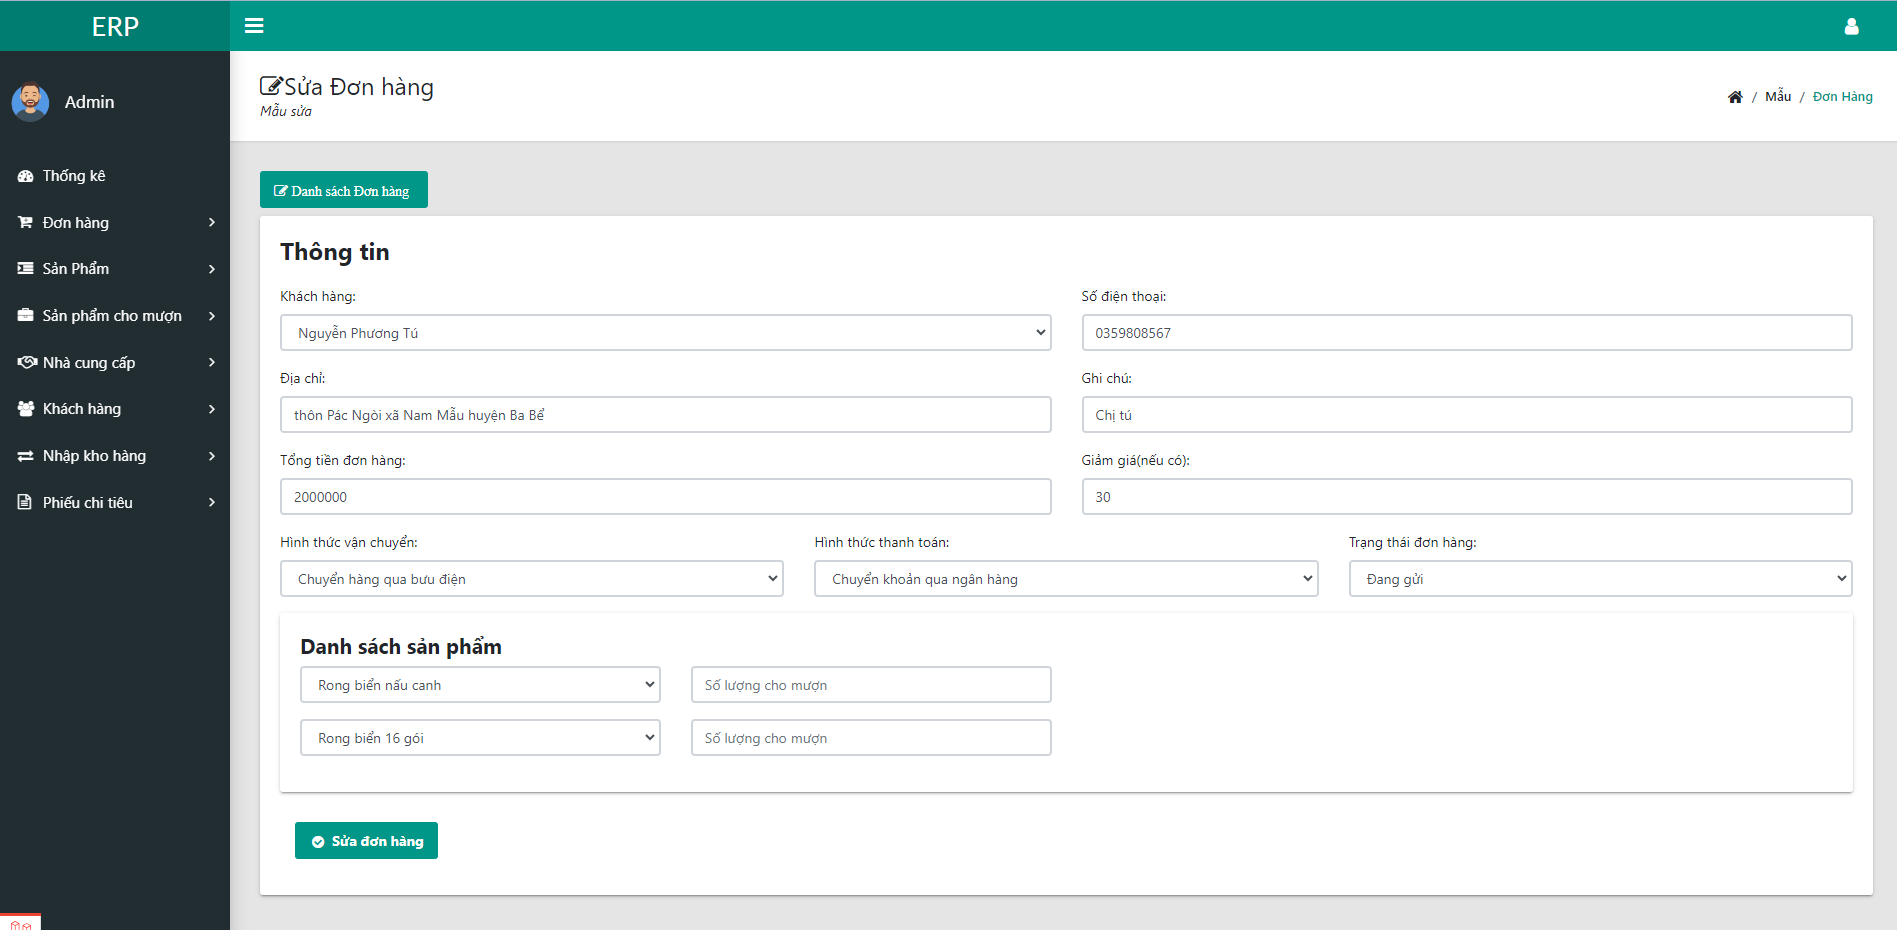 ERP
Admin
Thống kê
Đơn hàng
Sản Phẩm
Sản phẩm cho mượn
Nhà cung cấp
Khách hàng
Nhập kho hàng
Phiếu chi tiêu
Sửa Đơn hàng
Mẫu sửa
/ Mẫu / Đơn Hàng
Danh sách Đơn hàng
Thông tin
Khách hàng:
Số điện thoại:
Nguyễn Phương Tú
0359808567
Địa chỉ:
Ghi chú:
thôn Pác Ngòi xã Nam Mẫu huyện Ba Bể
Chị tú
Tổng tiền đơn hàng:
Giảm giá(nếu có):
2000000
30
Hình thức vận chuyển:
Hình thức thanh toán:
Trạng thái đơn hàng:
Chuyển hàng qua bưu điện
Chuyển khoản qua ngân hàng
Đang gửi
Danh sách sản phẩm
Rong biển nấu canh
Số lượng cho mượn
Rong biển 16 gói
Số lượng cho mượn
Sửa đơn hàng